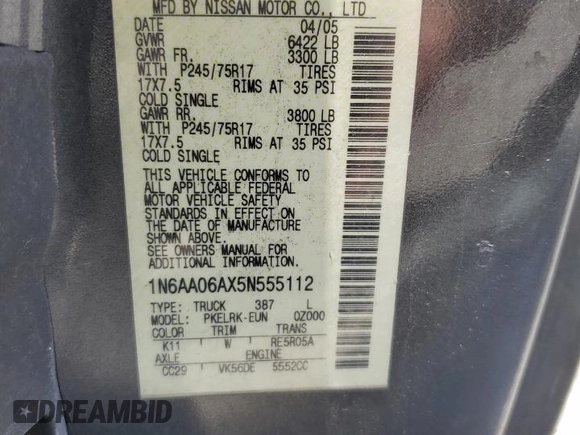 MFD BY NISSAN MOTOR CO., LTD
DATE 04/05
GVWR 6422 LB
GAWR FR. 3300 LB
WITH P245/75R17 TIRES
17X7.5 RIMS AT 35 PSI
COLD SINGLE
GAWR RR. 3800 LB
WITH P245/75R17 TIRES
17X7.5 RIMS AT 35 PSI
COLD SINGLE
THIS VEHICLE CONFORMS TO
ALL APPLICABLE FEDERAL
MOTOR VEHICLE SAFETY
STANDARDS IN EFFECT ON
THE DATE OF MANUFACTURE
SHOWN ABOVE.
SEE OWNERS MANUAL FOR
ADDITIONAL INFORMATION
1N6AA06AX5N555112
TYPE: TRUCK 387 L
MODEL: PKELRK-EUN 0Z000
COLOR TRIM TRANS
K11 W RE5R05A
AXLE ENGINE
CC29 VK56DE 5552CC
DREAMBID